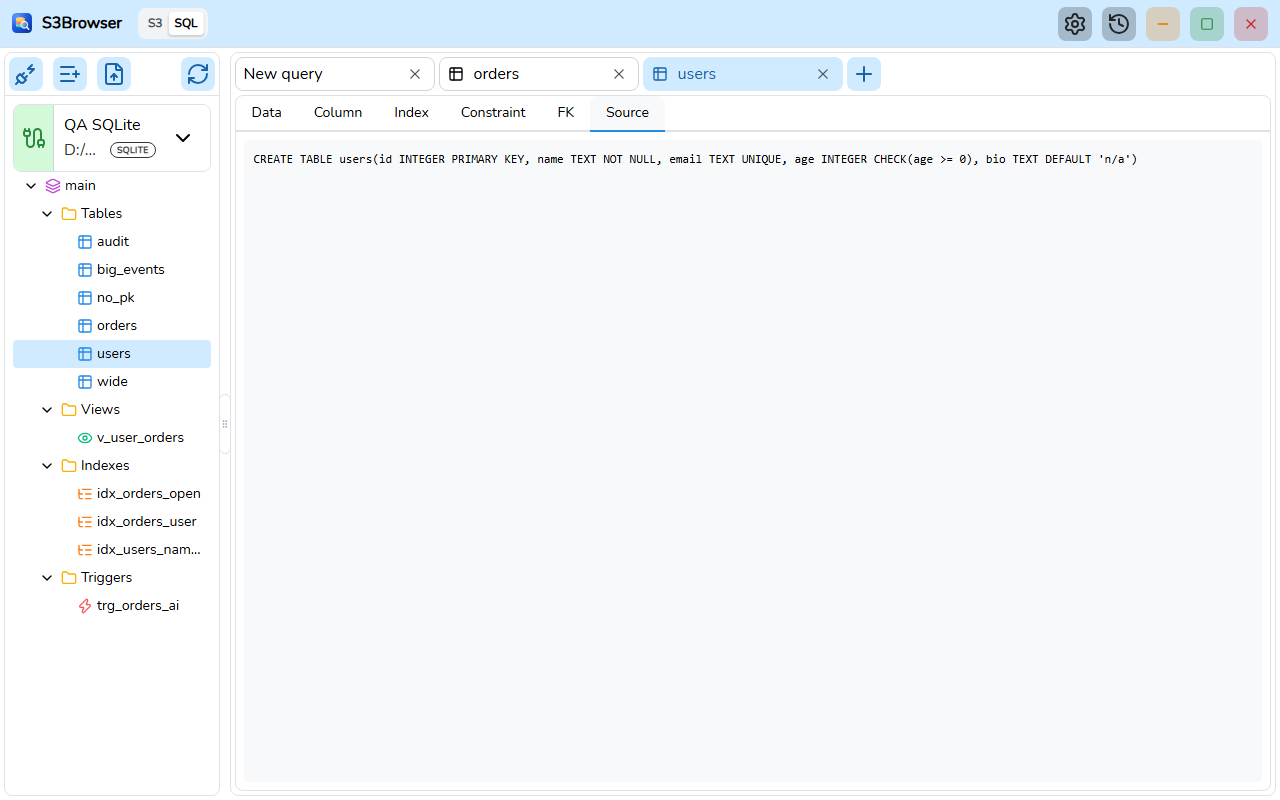 S3Browser
S3 SQL
QA SQLite
D:/... SQLITE
main
Tables
audit
big_events
no_pk
orders
users
wide
Views
v_user_orders
Indexes
idx_orders_open
idx_orders_user
idx_users_nam...
Triggers
trg_orders_ai
New query
orders
users
Data Column Index Constraint FK Source
CREATE TABLE users(id INTEGER PRIMARY KEY, name TEXT NOT NULL, email TEXT UNIQUE, age INTEGER CHECK(age >= 0), bio TEXT DEFAULT 'n/a')